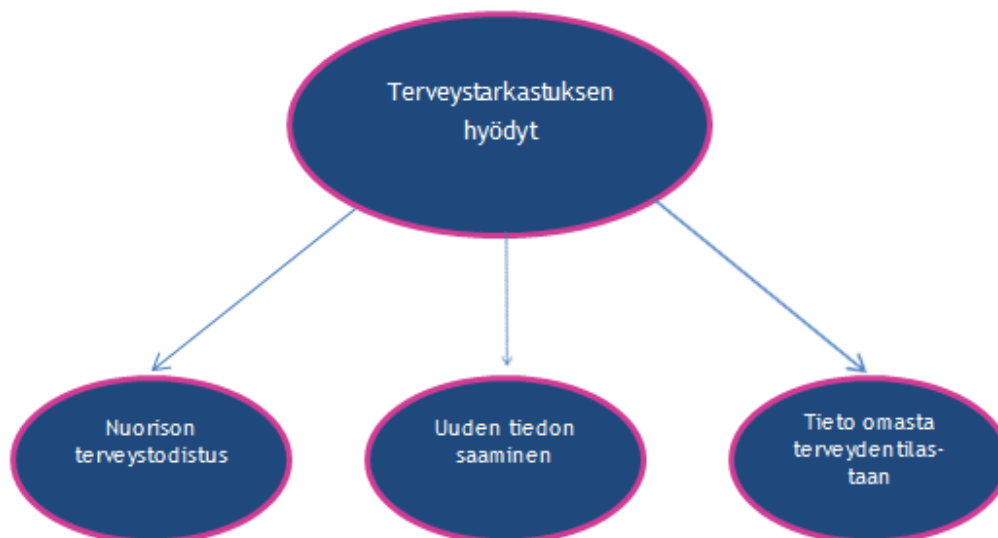 Terveystarkastuksen
hyödyt
Nuorison
terveystodistus
Uuden tiedon
saaminen
Tieto omasta
terveydentilas-
taan